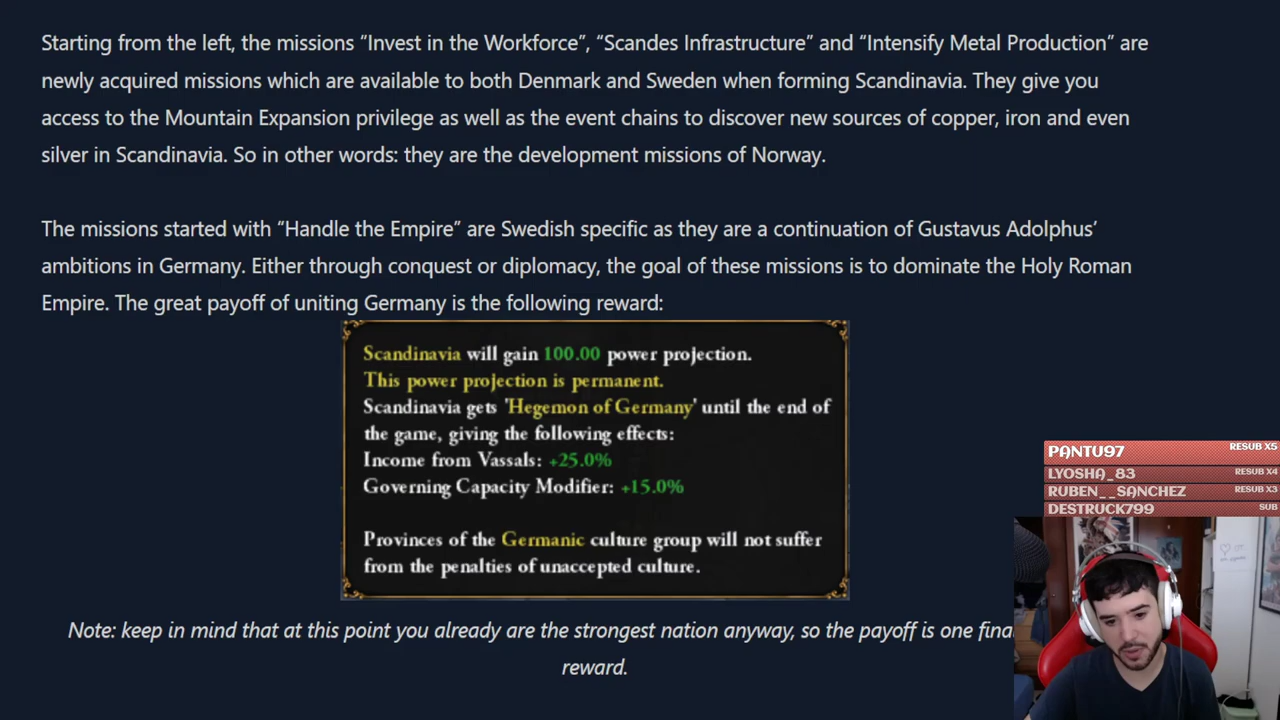 Starting from the left, the missions “Invest in the Workforce”, “Scandes Infrastructure” and “Intensify Metal Production” are
newly acquired missions which are available to both Denmark and Sweden when forming Scandinavia. They give you
access to the Mountain Expansion privilege as well as the event chains to discover new sources of copper, iron and even
silver in Scandinavia. So in other words: they are the development missions of Norway.
The missions started with “Handle the Empire” are Swedish specific as they are a continuation of Gustavus Adolphus’
ambitions in Germany. Either through conquest or diplomacy, the goal of these missions is to dominate the Holy Roman
Empire. The great payoff of uniting Germany is the following reward:
Scandinavia will gain 100.00 power projection.
This power projection is permanent.
Scandinavia gets 'Hegemon of Germany' until the end of
the game, giving the following effects:
Income from Vassals: +25.0%
Governing Capacity Modifier: +15.0%
Provinces of the Germanic culture group will not suffer
from the penalties of unaccepted culture.
Note: keep in mind that at this point you already are the strongest nation anyway, so the payoff is one
reward.
PANTU97 RESUB X5
LYOSHA_83 RESUB X4
RUBEN__SANCHEZ RESUB X3
DESTRUCK799 SUB